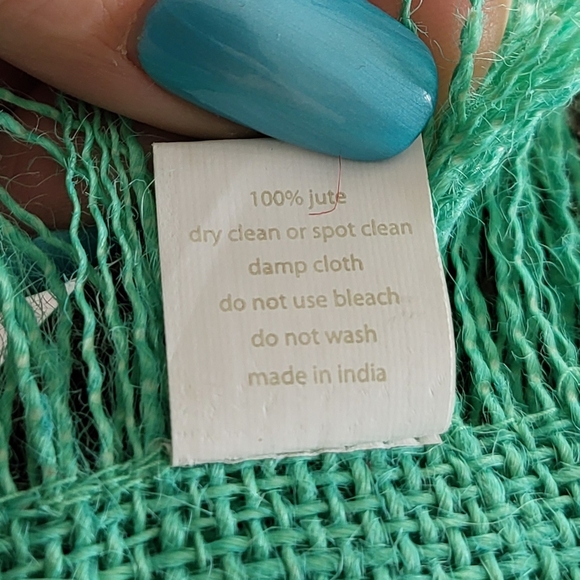 100% jute
dry clean or spot clean
damp cloth
do not use bleach
do not wash
made in india